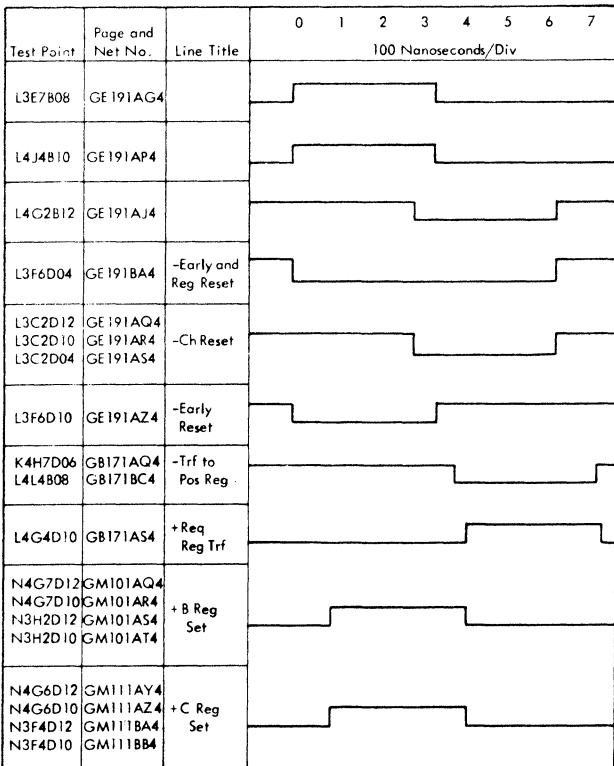 Test Point Page and Net No. Line Title 0 1 2 3 4 5 6 7
100 Nanoseconds/Div
L3E7B08 GE191AG4
L4J4B10 GE191AP4
L4G2B12 GE191AJ4
L3F6D04 GE191BA4 -Early and Reg Reset
L3C2D12 GE191AQ4
L3C2D10 GE191AR4 -Ch Reset
L3C2D04 GE191AS4
L3F6D10 GE191AZ4 -Early Reset
K4H7D06 GB171AQ4 -Trf to
L4L4B08 GB171BC4 Pos Reg
L4G4D10 GB171AS4 +Req Reg Trf
N4G7D12 GM101AQ4
N4G7D10 GM101AR4 + B Reg
N3H2D12 GM101AS4 Set
N3H2D10 GM101AT4
N4G6D12 GM111AY4
N4G6D10 GM111AZ4 + C Reg
N3F4D12 GM111BA4 Set
N3F4D10 GM111BB4